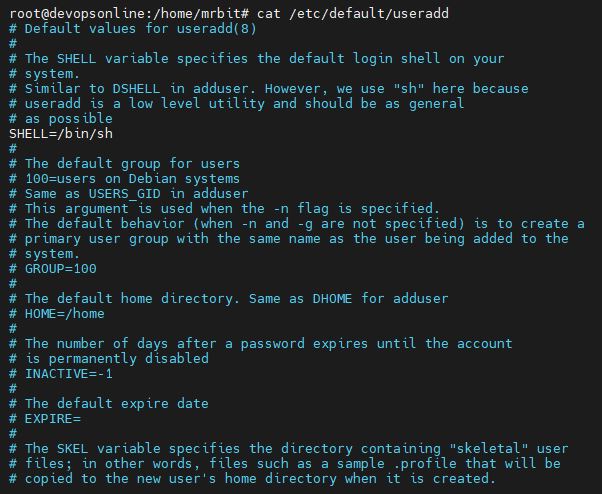 root@devopsonline:/home/mrbit# cat /etc/default/useradd
# Default values for useradd(8)
#
# The SHELL variable specifies the default login shell on your
# system.
# Similar to DSHELL in adduser. However, we use "sh" here because
# useradd is a low level utility and should be as general
# as possible
SHELL=/bin/sh
#
# The default group for users
# 100=users on Debian systems
# Same as USERS_GID in adduser
# This argument is used when the -n flag is specified.
# The default behavior (when -n and -g are not specified) is to create a
# primary user group with the same name as the user being added to the
# system.
# GROUP=100
#
# The default home directory. Same as DHOME for adduser
# HOME=/home
#
# The number of days after a password expires until the account
# is permanently disabled
# INACTIVE=-1
#
# The default expire date
# EXPIRE=
#
# The SKEL variable specifies the directory containing "skeletal" user
# files; in other words, files such as a sample .profile that will be
# copied to the new user's home directory when it is created.